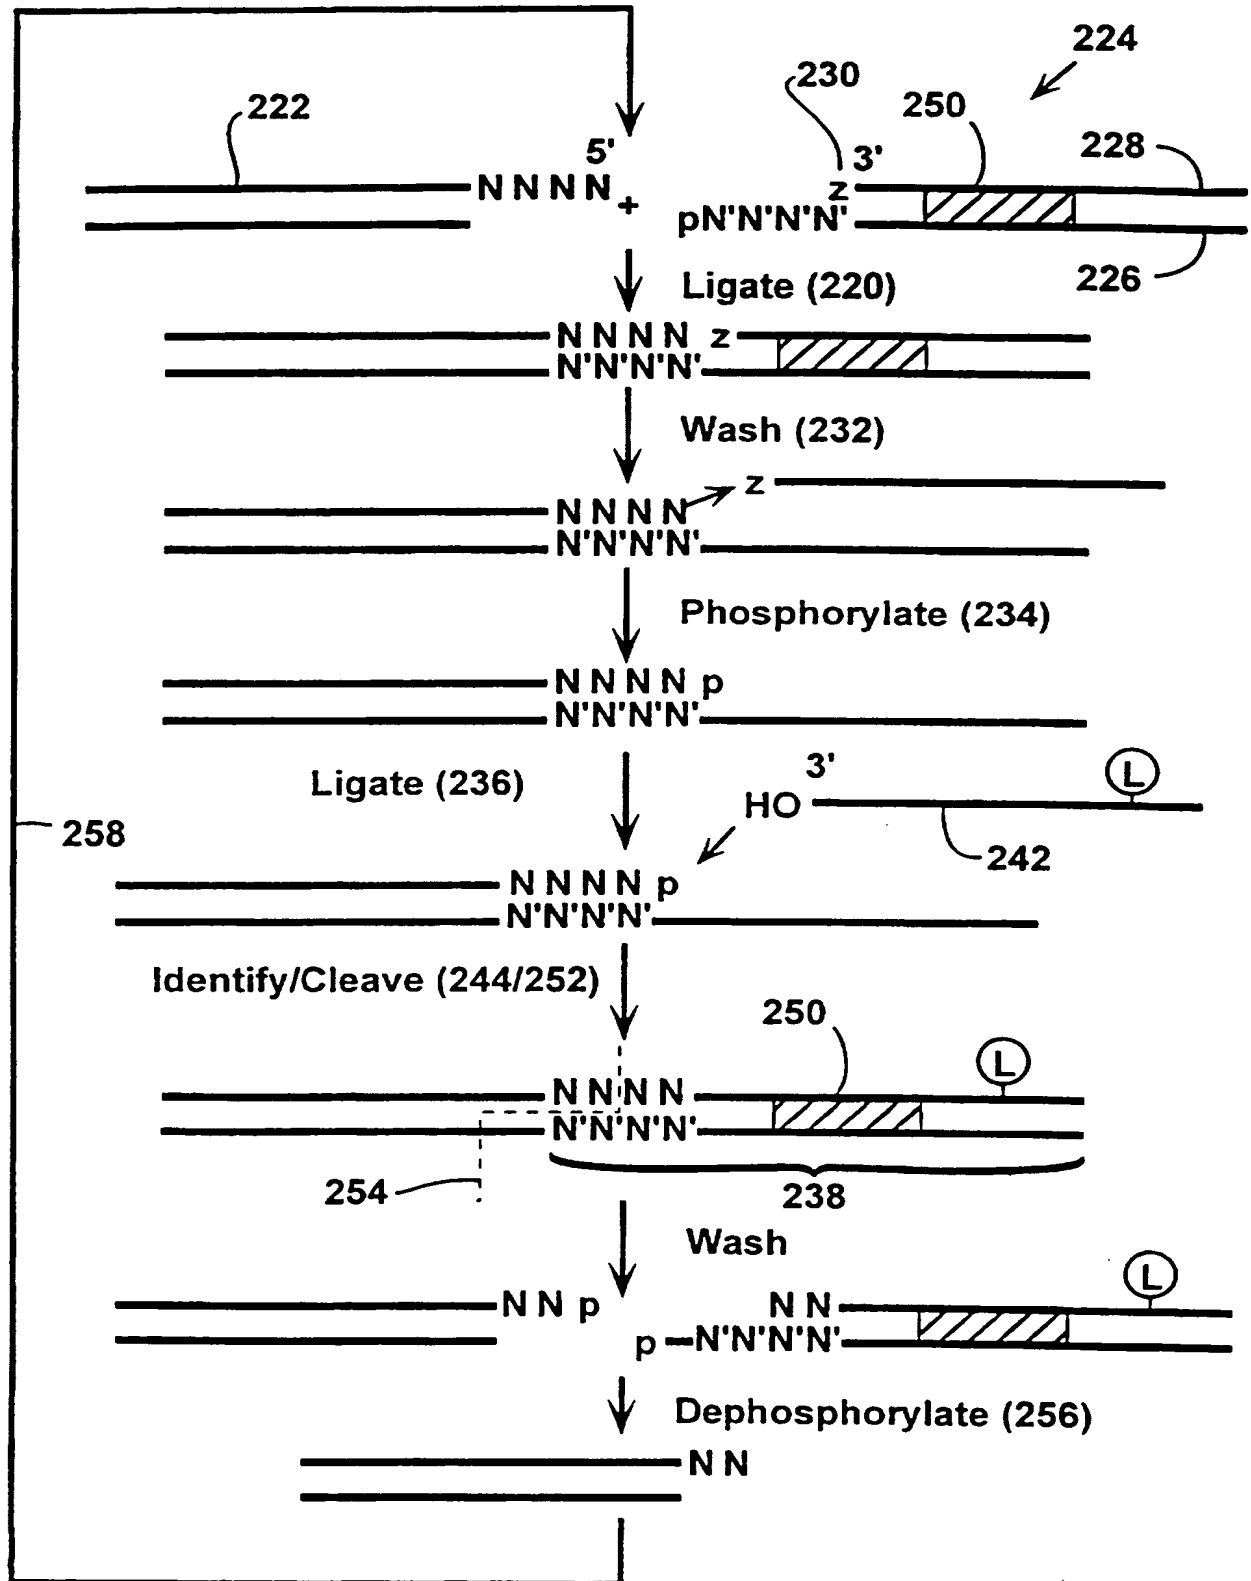 224
230
250
222
228
5'
3'
N N N N
+
z
pN'N'N'N'
226
Ligate (220)
N N N N z
N'N'N'N'
Wash (232)
z
N N N N
N'N'N'N'
Phosphorylate (234)
N N N N p
N'N'N'N'
3'
L
Ligate (236)
HO
258
242
N N N N p
N'N'N'N'
Identify/Cleave (244/252)
250
L
N N N N
N'N'N'N'
254
238
Wash
L
N N p
N N
p N'N'N'N'
Dephosphorylate (256)
N N